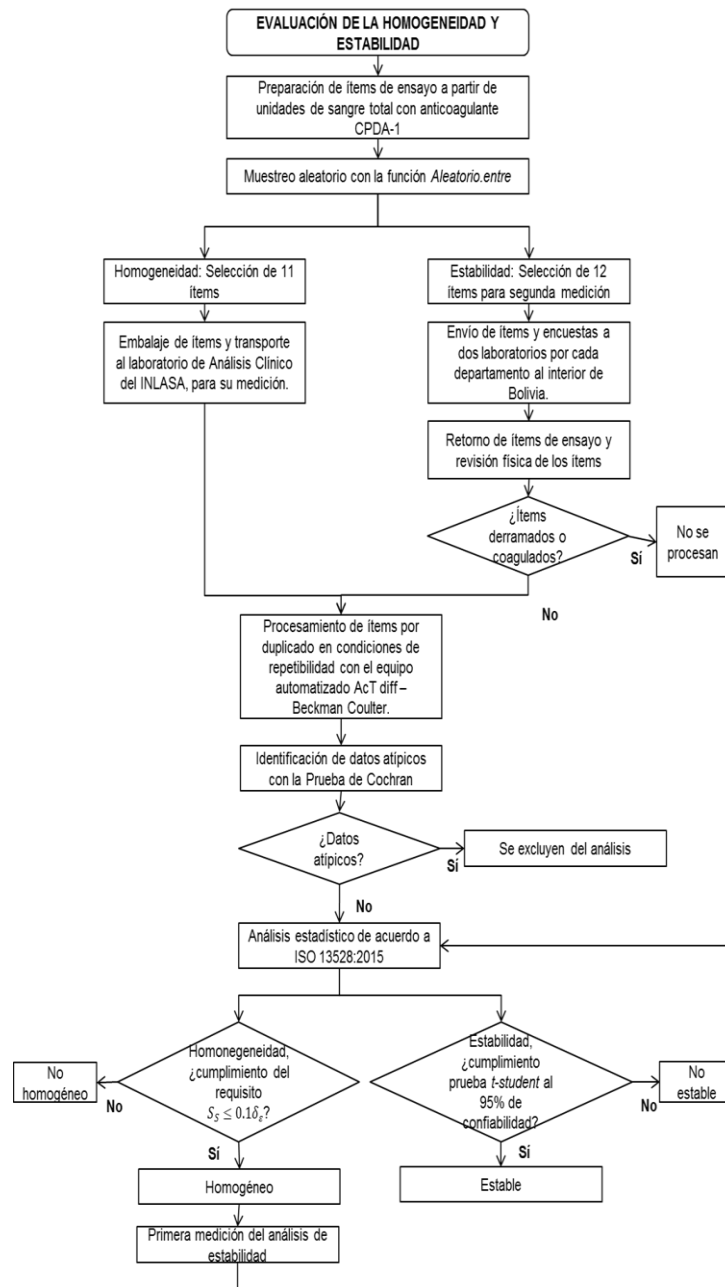 EVALUACIÓN DE LA HOMOGENEIDAD Y
ESTABILIDAD
Preparación de ítems de ensayo a partir de
unidades de sangre total con anticoagulante
CPDA-1
Muestreo aleatorio con la función Aleatorio.entre
Homogeneidad: Selección de 11
ítems
Estabilidad: Selección de 12
ítems para segunda medición
Embalaje de ítems y transporte
al laboratorio de Análisis Clínico
del INLASA, para su medición.
Envío de ítems y encuestas a
dos laboratorios por cada
departamento al interior de
Bolivia.
Retorno de ítems de ensayo y
revisión física de los ítems
¿Ítems
derramados o
coagulados?
Sí
No se
procesan
No
Procesamiento de ítems por
duplicado en condiciones de
repetibilidad con el equipo
automatizado AcT diff –
Beckman Coulter.
Identificación de datos atípicos
con la Prueba de Cochran
¿Datos
atípicos?
Sí
Se excluyen del análisis
No
Análisis estadístico de acuerdo a
ISO 13528:2015
Homonegeneidad,
¿cumplimiento del
requisito
S_S ≤ 0.1δ_ε?
No
No
homogéneo
Sí
Homogéneo
Primera medición del análisis de
estabilidad
Estabilidad,
¿cumplimiento
prueba t-student al
95% de
confiabilidad?
No
No
estable
Sí
Estable